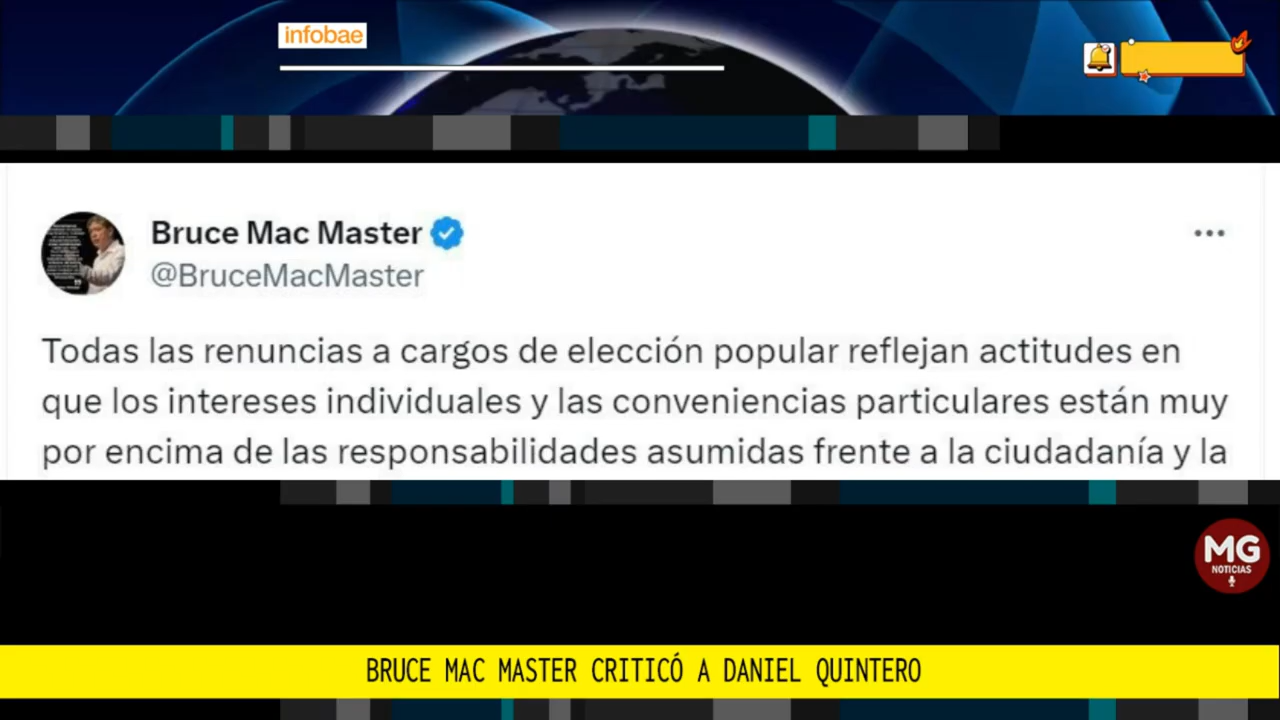 infobae
Bruce Mac Master
@BruceMacMaster
Todas las renuncias a cargos de elección popular reflejan actitudes en
que los intereses individuales y las conveniencias particulares están muy
por encima de las responsabilidades asumidas frente a la ciudadanía y la
MG
NOTICIAS
BRUCE MAC MASTER CRITICÓ A DANIEL QUINTERO